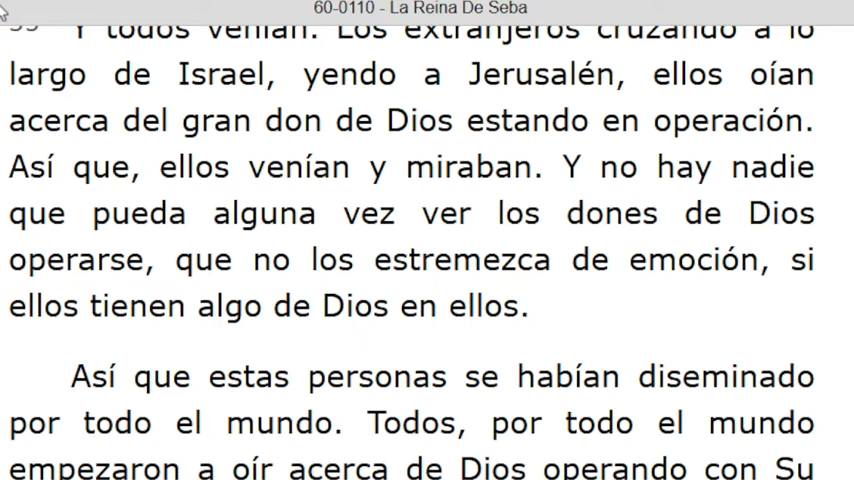 60-0110 - La Reina De Seba
Y todos venían. Los extranjeros cruzando a lo
largo de Israel, yendo a Jerusalén, ellos oían
acerca del gran don de Dios estando en operación.
Así que, ellos venían y miraban. Y no hay nadie
que pueda alguna vez ver los dones de Dios
operarse, que no los estremezca de emoción, si
ellos tienen algo de Dios en ellos.
Así que estas personas se habían diseminado
por todo el mundo. Todos, por todo el mundo
empezaron a oír acerca de Dios operando con Su